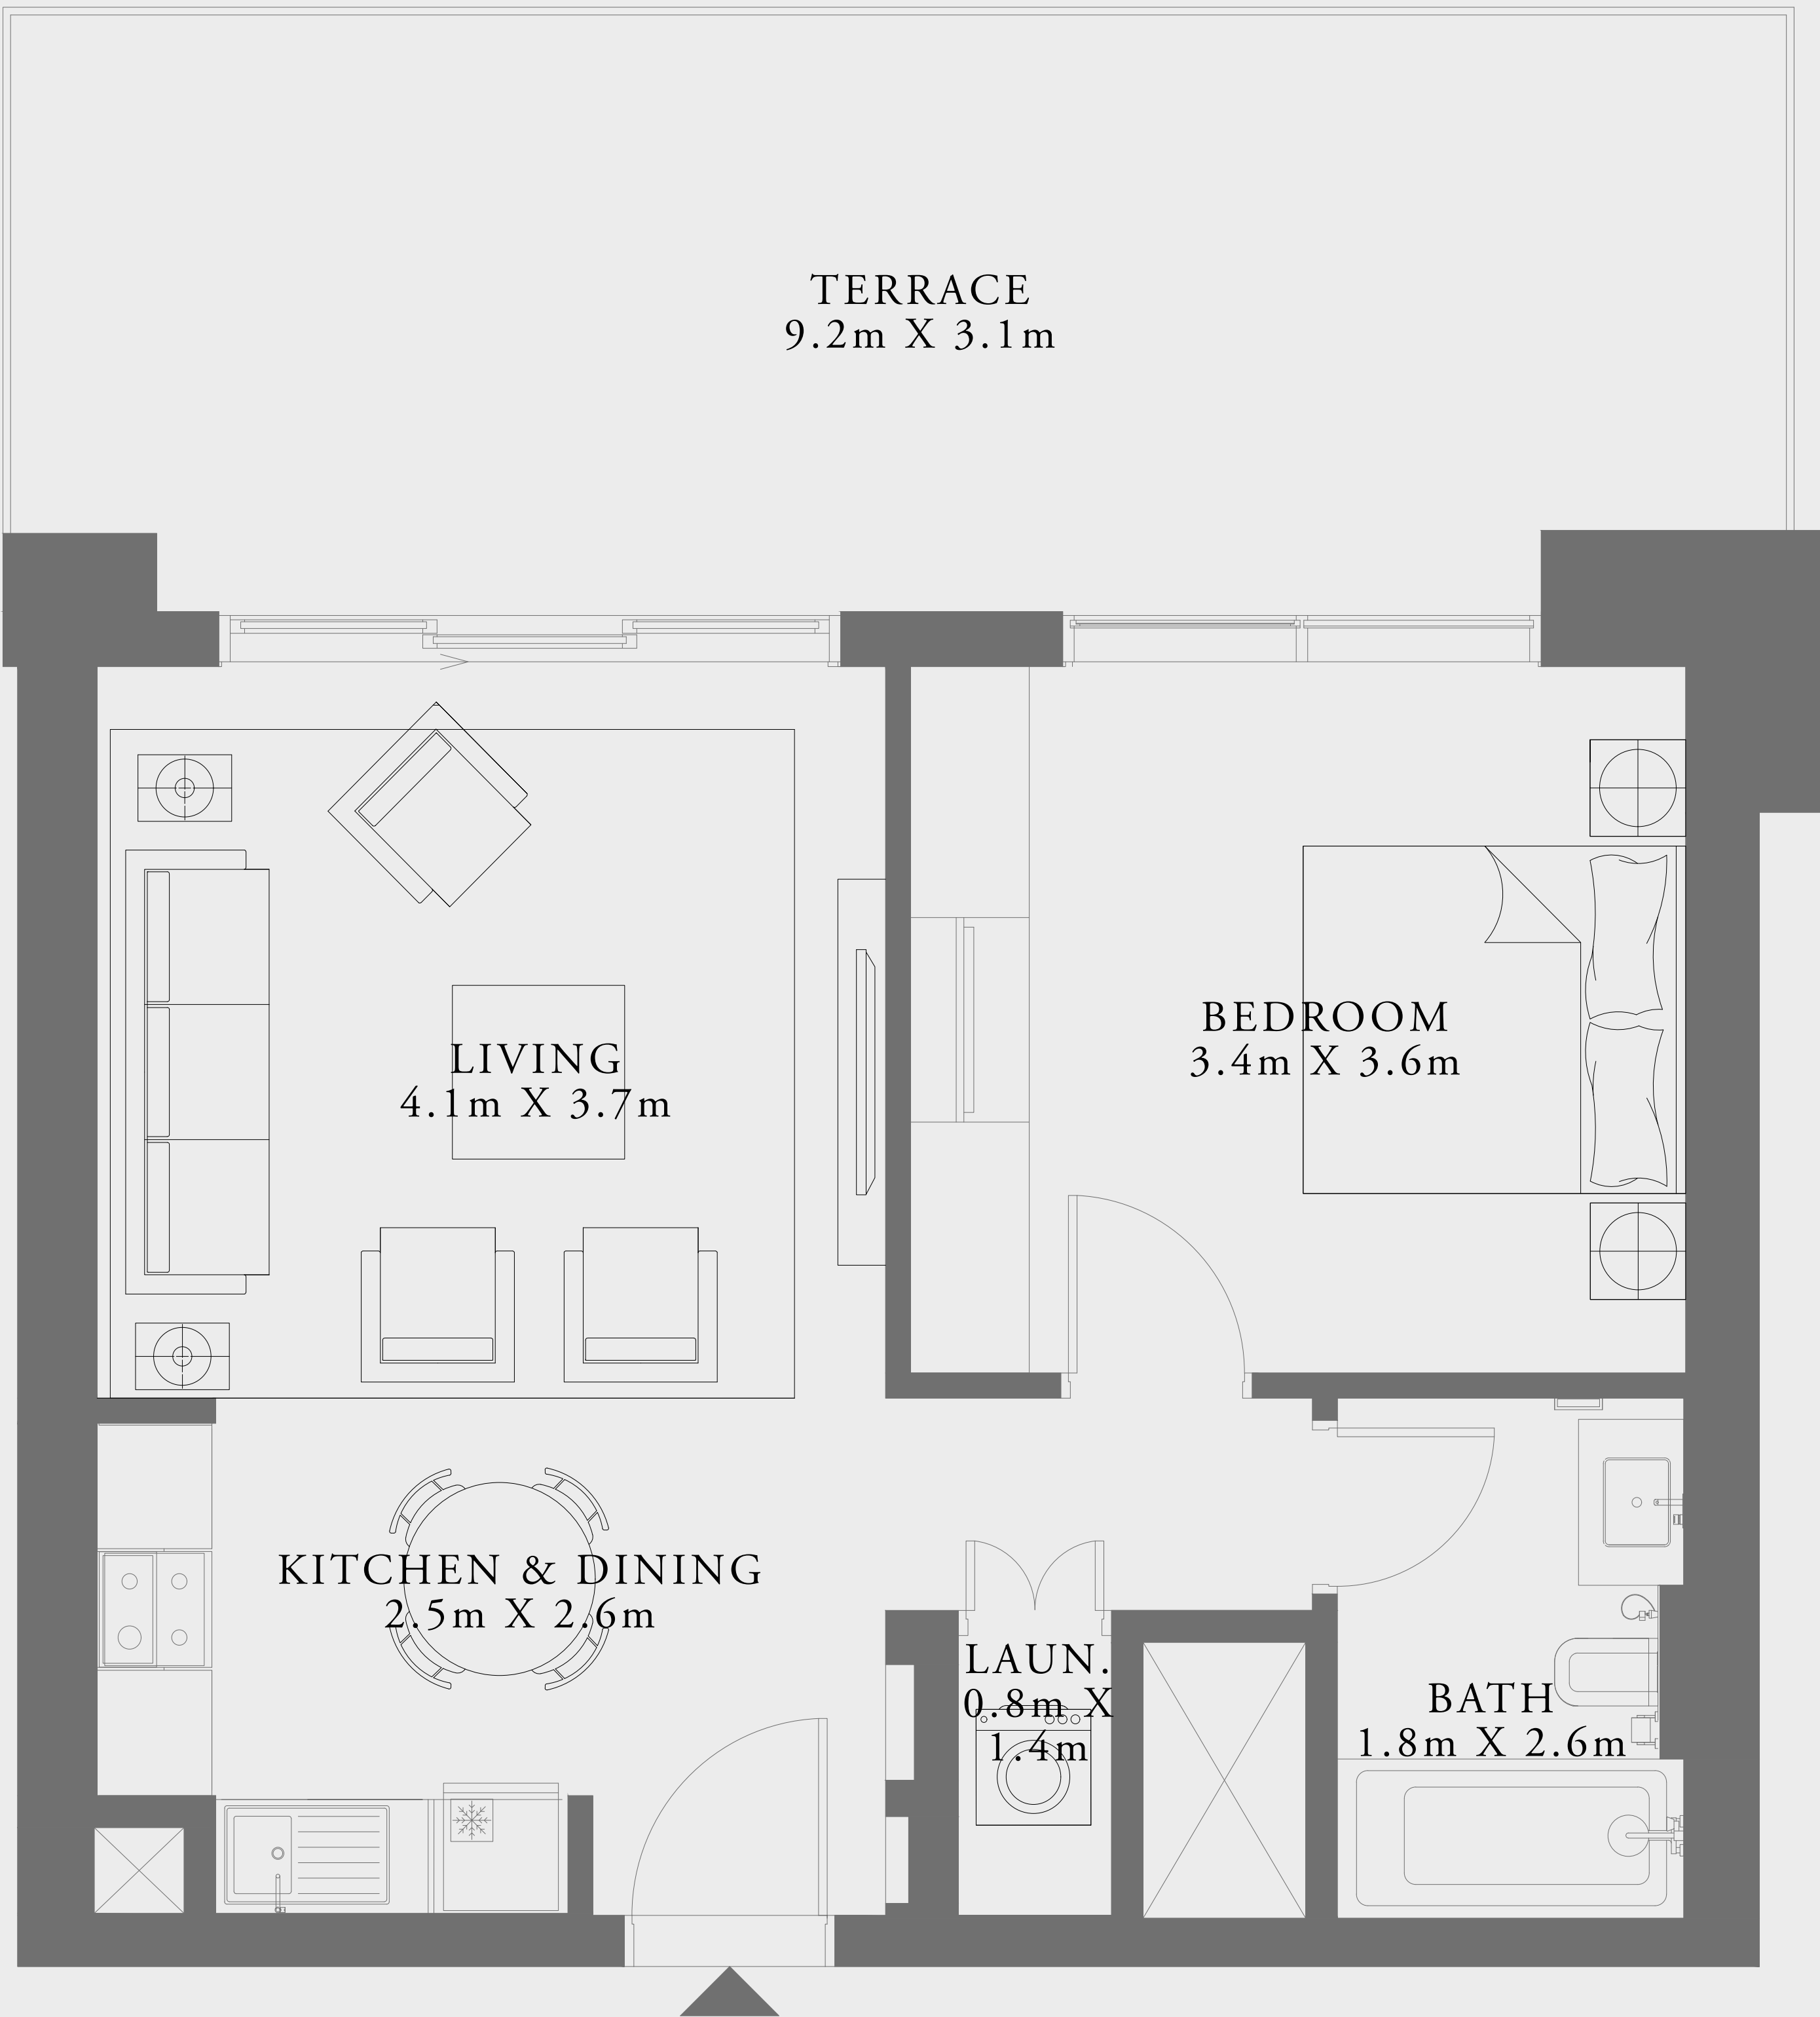 TERRACE
9.2m X 3.1m
LIVING
4.1m X 3.7m
BEDROOM
3.4m X 3.6m
KITCHEN & DINING
2.5m X 2.6m
LAUN.
0.8m X
1.4m
BATH
1.8m X 2.6m